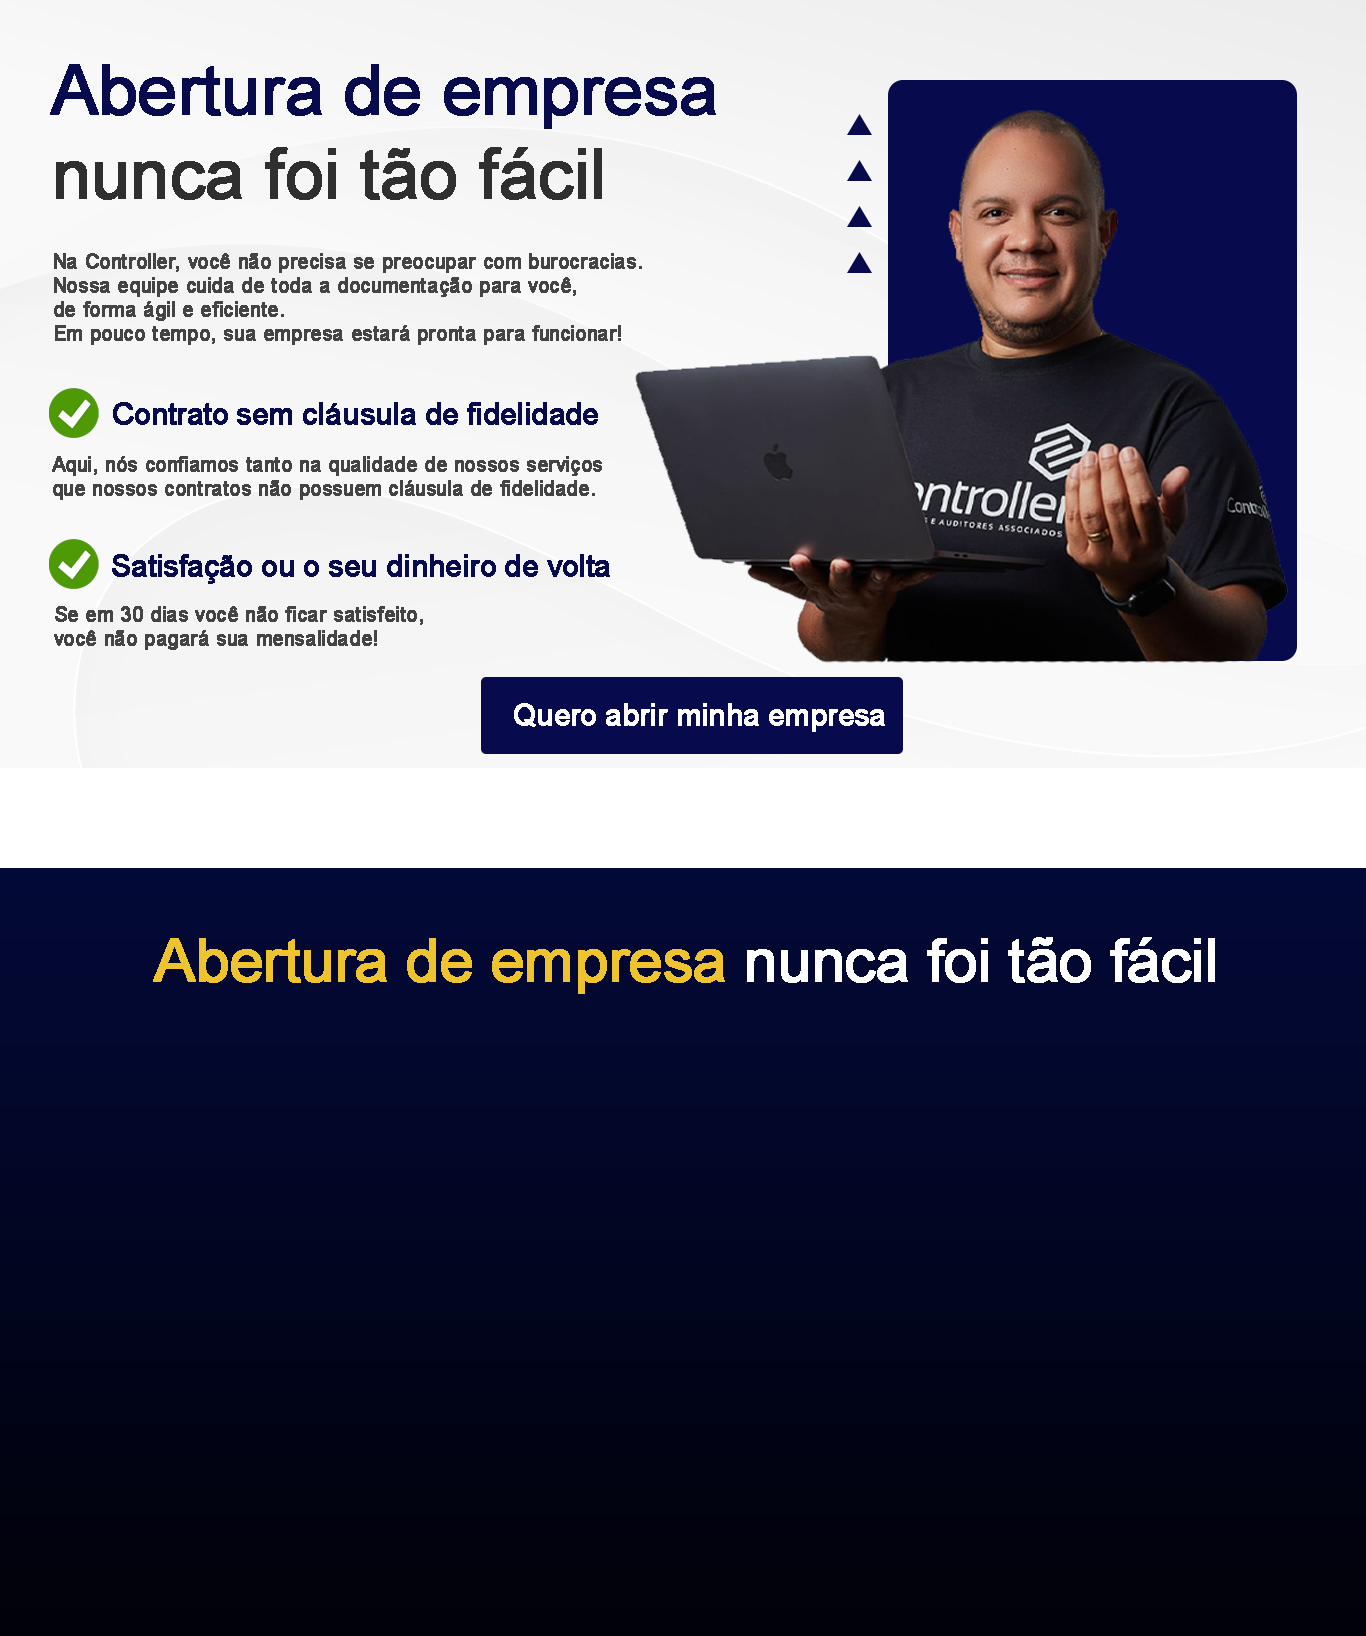 Abertura de empresa
nunca foi tão fácil
Na Controller, você não precisa se preocupar com burocracias.
Nossa equipe cuida de toda a documentação para você,
de forma ágil e eficiente.
Em pouco tempo, sua empresa estará pronta para funcionar!
Contrato sem cláusula de fidelidade
Aqui, nós confiamos tanto na qualidade de nossos serviços
que nossos contratos não possuem cláusula de fidelidade.
Satisfação ou o seu dinheiro de volta
Se em 30 dias você não ficar satisfeito,
você não pagará sua mensalidade!
ontroller
S E AUDITORES ASSOCIADOS
Quero abrir minha empresa
Abertura de empresa nunca foi tão fácil